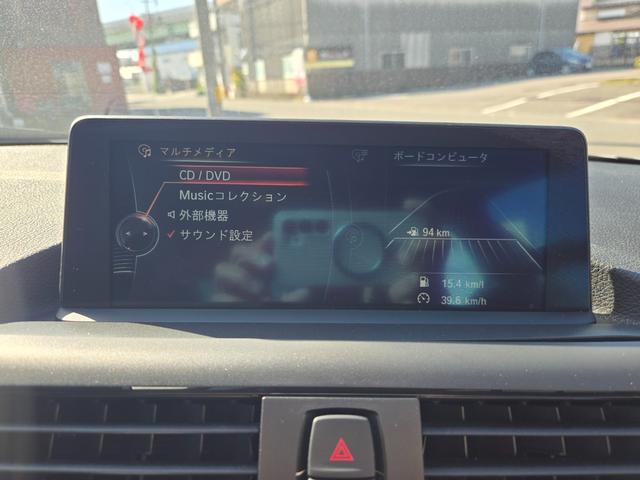 マルチメディア
CD / DVD
Musicコレクション
外部機器
サウンド設定
ボードコンピュータ
94 km
15.4 km/l
39.6 km/h